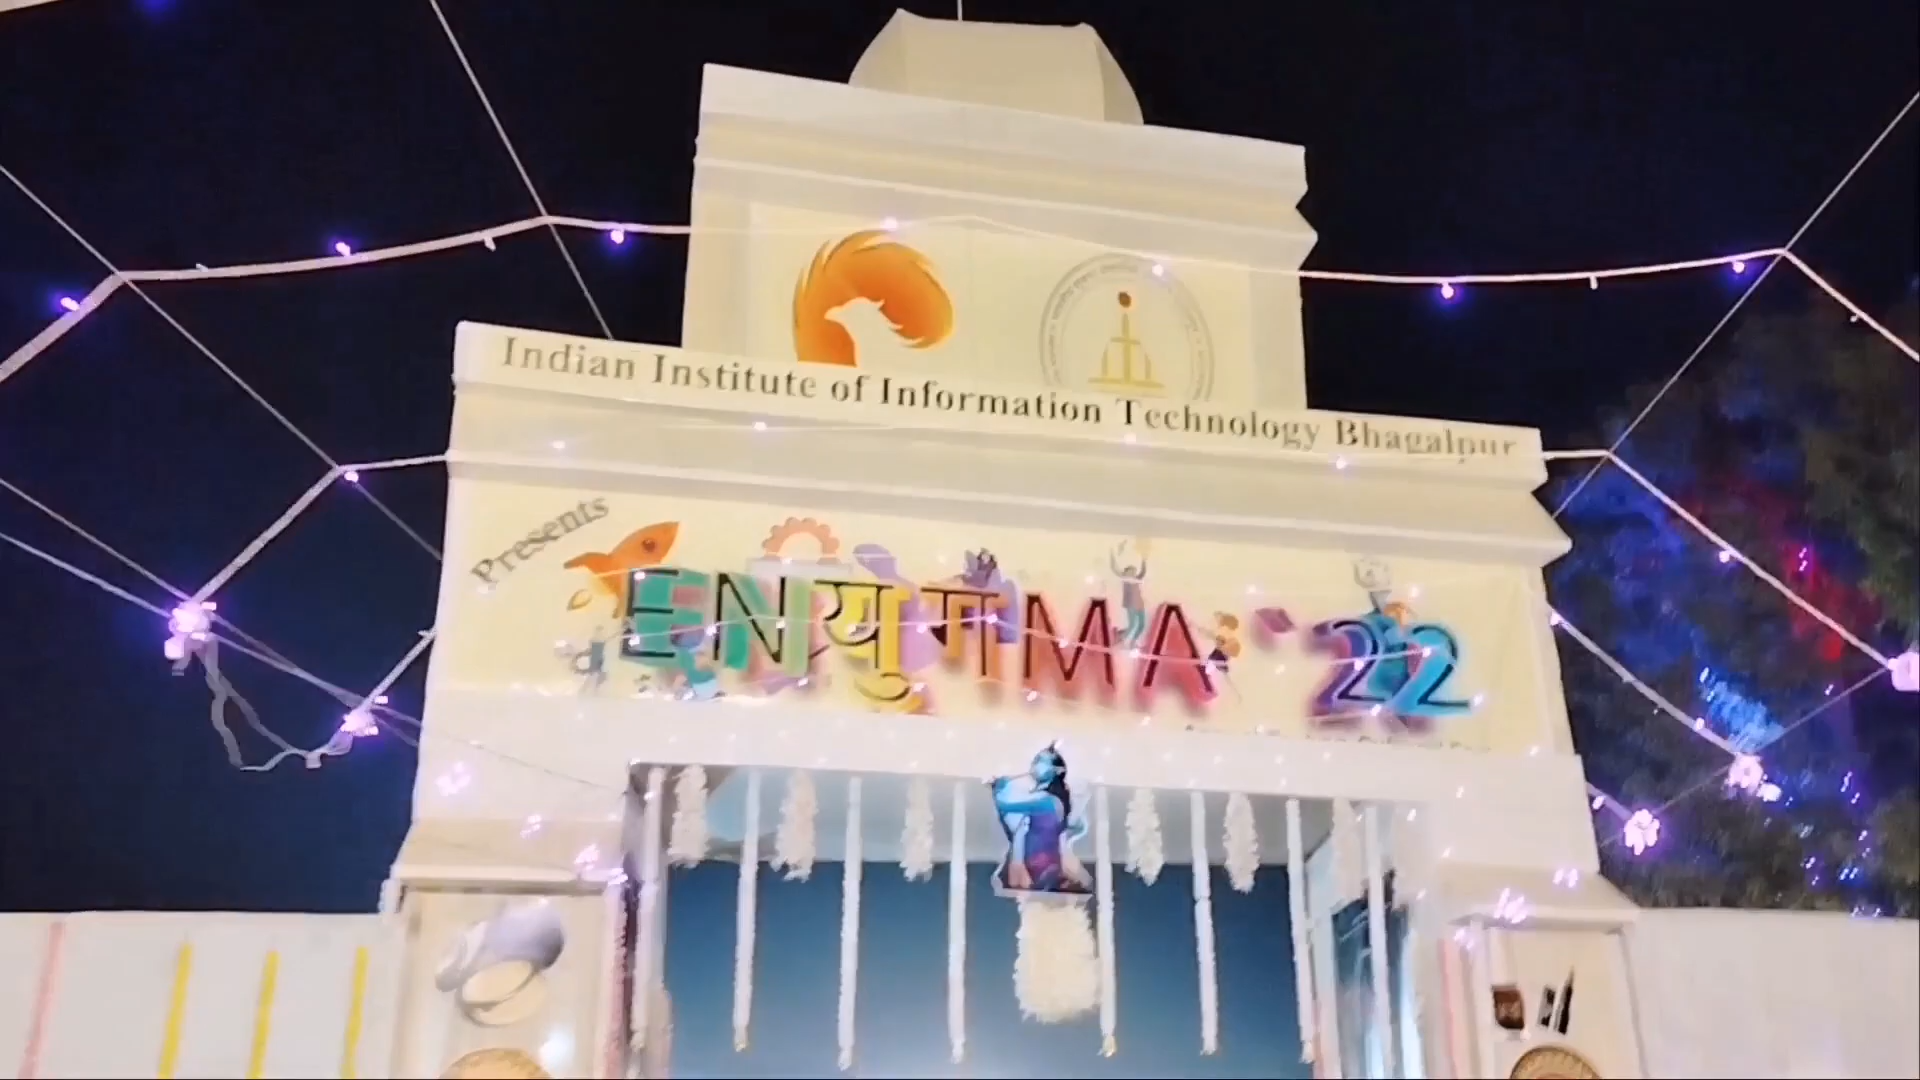 Indian Institute of Information Technology Bhagalpur
Presents
ENयुगMA '22